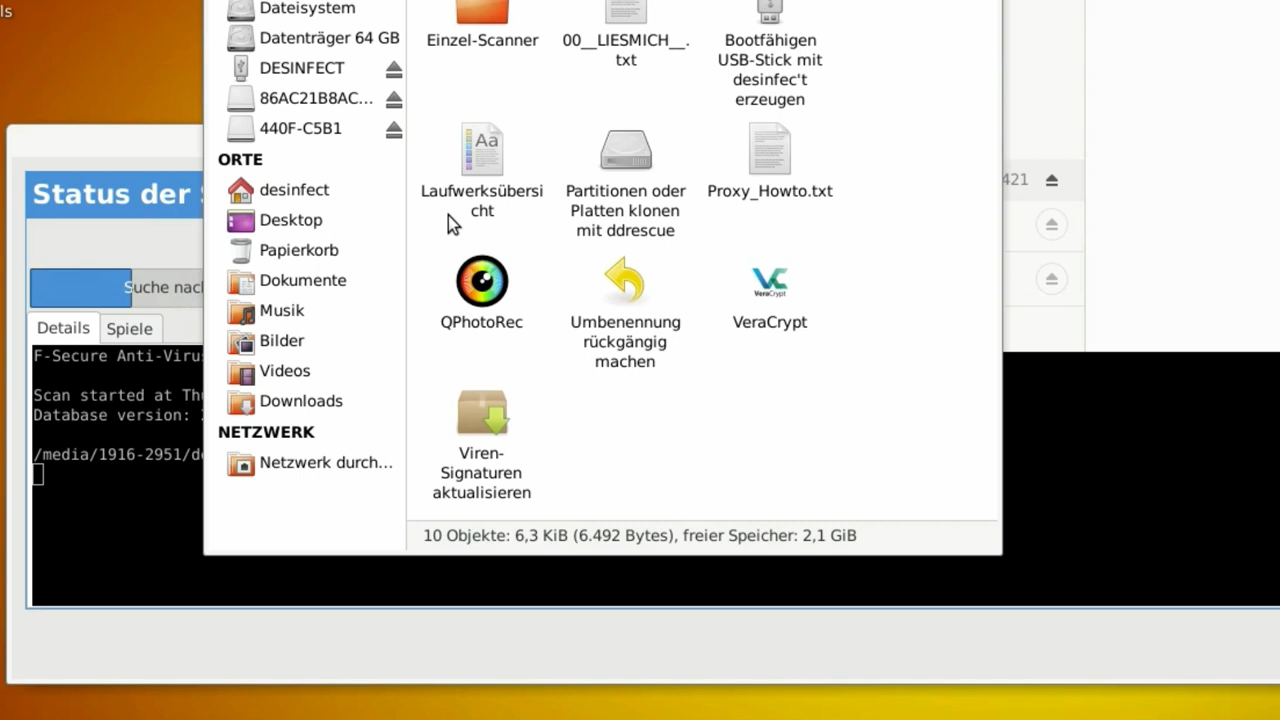 ls
Dateisystem
Datenträger 64 GB
DESINFECT
86AC21B8AC...
440F-C5B1
ORTE
desinfect
Desktop
Papierkorb
Dokumente
Musik
Bilder
Videos
Downloads
NETZWERK
Netzwerk durch...
Einzel-Scanner
00__LIESMICH__.
txt
Bootfähigen
USB-Stick mit
desinfec't
erzeugen
Aa
Laufwerksübersi
cht
Partitionen oder
Platten klonen
mit ddrescue
Proxy_Howto.txt
QPhotoRec
Umbenennung
rückgängig
machen
VeraCrypt
VeraCrypt
Viren-
Signaturen
aktualisieren
10 Objekte: 6,3 KiB (6.492 Bytes), freier Speicher: 2,1 GiB
Status der
Suche nac
Details
Spiele
F-Secure Anti-Viru
Scan started at Th
Database version:
/media/1916-2951/d
421